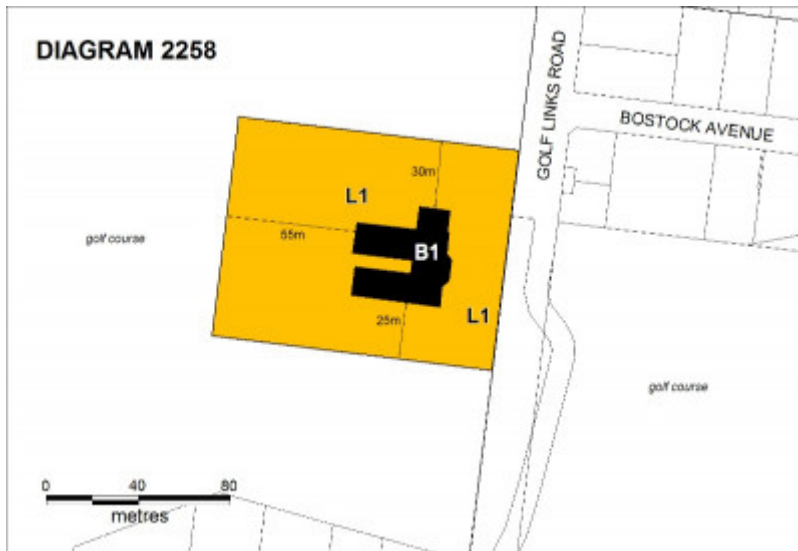 DIAGRAM 2258
GOLF LINKS ROAD
BOSTOCK AVENUE
30m
L1
golf course
55m
B1
25m
L1
golf course
0 40 80
metres